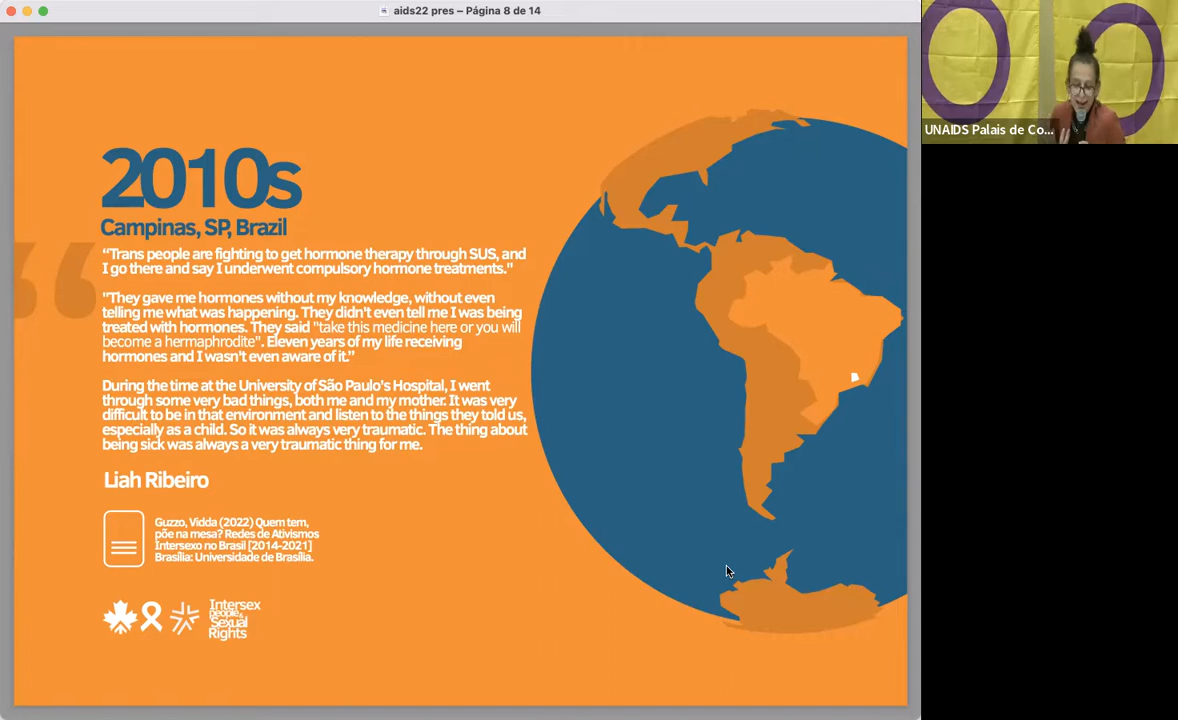 aids22 pres – Página 8 de 14
UNAIDS Palais de Co...
2010s
Campinas, SP, Brazil
“Trans people are fighting to get hormone therapy through SUS, and
I go there and say I underwent compulsory hormone treatments."
"They gave me hormones without my knowledge, without even
telling me what was happening. They didn't even tell me I was being
treated with hormones. They said "take this medicine here or you will
become a hermaphrodite". Eleven years of my life receiving
hormones and I wasn't even aware of it.”
During the time at the University of São Paulo's Hospital, I went
through some very bad things, both me and my mother. It was very
difficult to be in that environment and listen to the things they told us,
especially as a child. So it was always very traumatic. The thing about
being sick was always a very traumatic thing for me.
Liah Ribeiro
Guzzo, Vidda (2022) Quem tem,
põe na mesa? Redes de Ativismos
Intersexo no Brasil [2014-2021]
Brasília: Universidade de Brasília.
Intersex
people&
Sexual
Rights